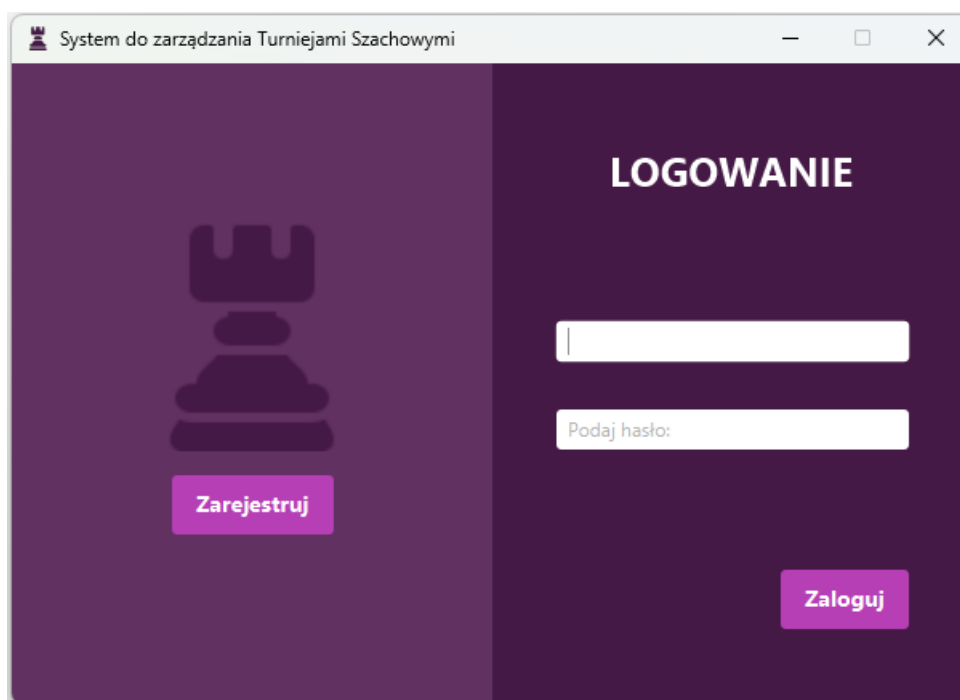 System do zarządzania Turniejami Szachowymi
LOGOWANIE
Podaj hasło:
Zarejestruj
Zaloguj